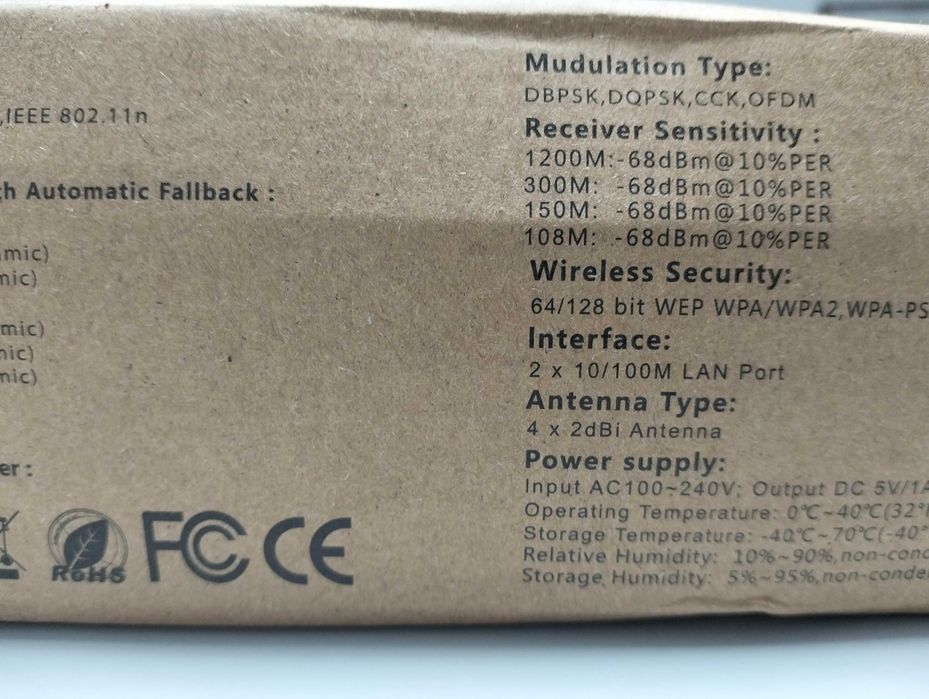 ,IEEE 802.11n
Automatic Fallback :
mic)
mic)
mic)
mic)
mic)
er :
RoHS FC CE
Mudulation Type:
DBPSK,DQPSK,CCK,OFDM
Receiver Sensitivity :
1200M:-68dBm@10%PER
300M: -68dBm@10%PER
150M: -68dBm@10%PER
108M: -68dBm@10%PER
Wireless Security:
64/128 bit WEP WPA/WPA2,WPA-PS
Interface:
2 x 10/100M LAN Port
Antenna Type:
4 x 2dBi Antenna
Power supply:
Input AC100~240V; Output DC 5V/1A
Operating Temperature: 0℃~40℃(32°
Storage Temperature: -40℃~70℃(-40°
Relative Humidity: 10%~90%,non-cond
Storage Humidity: 5%~95%,non-conde